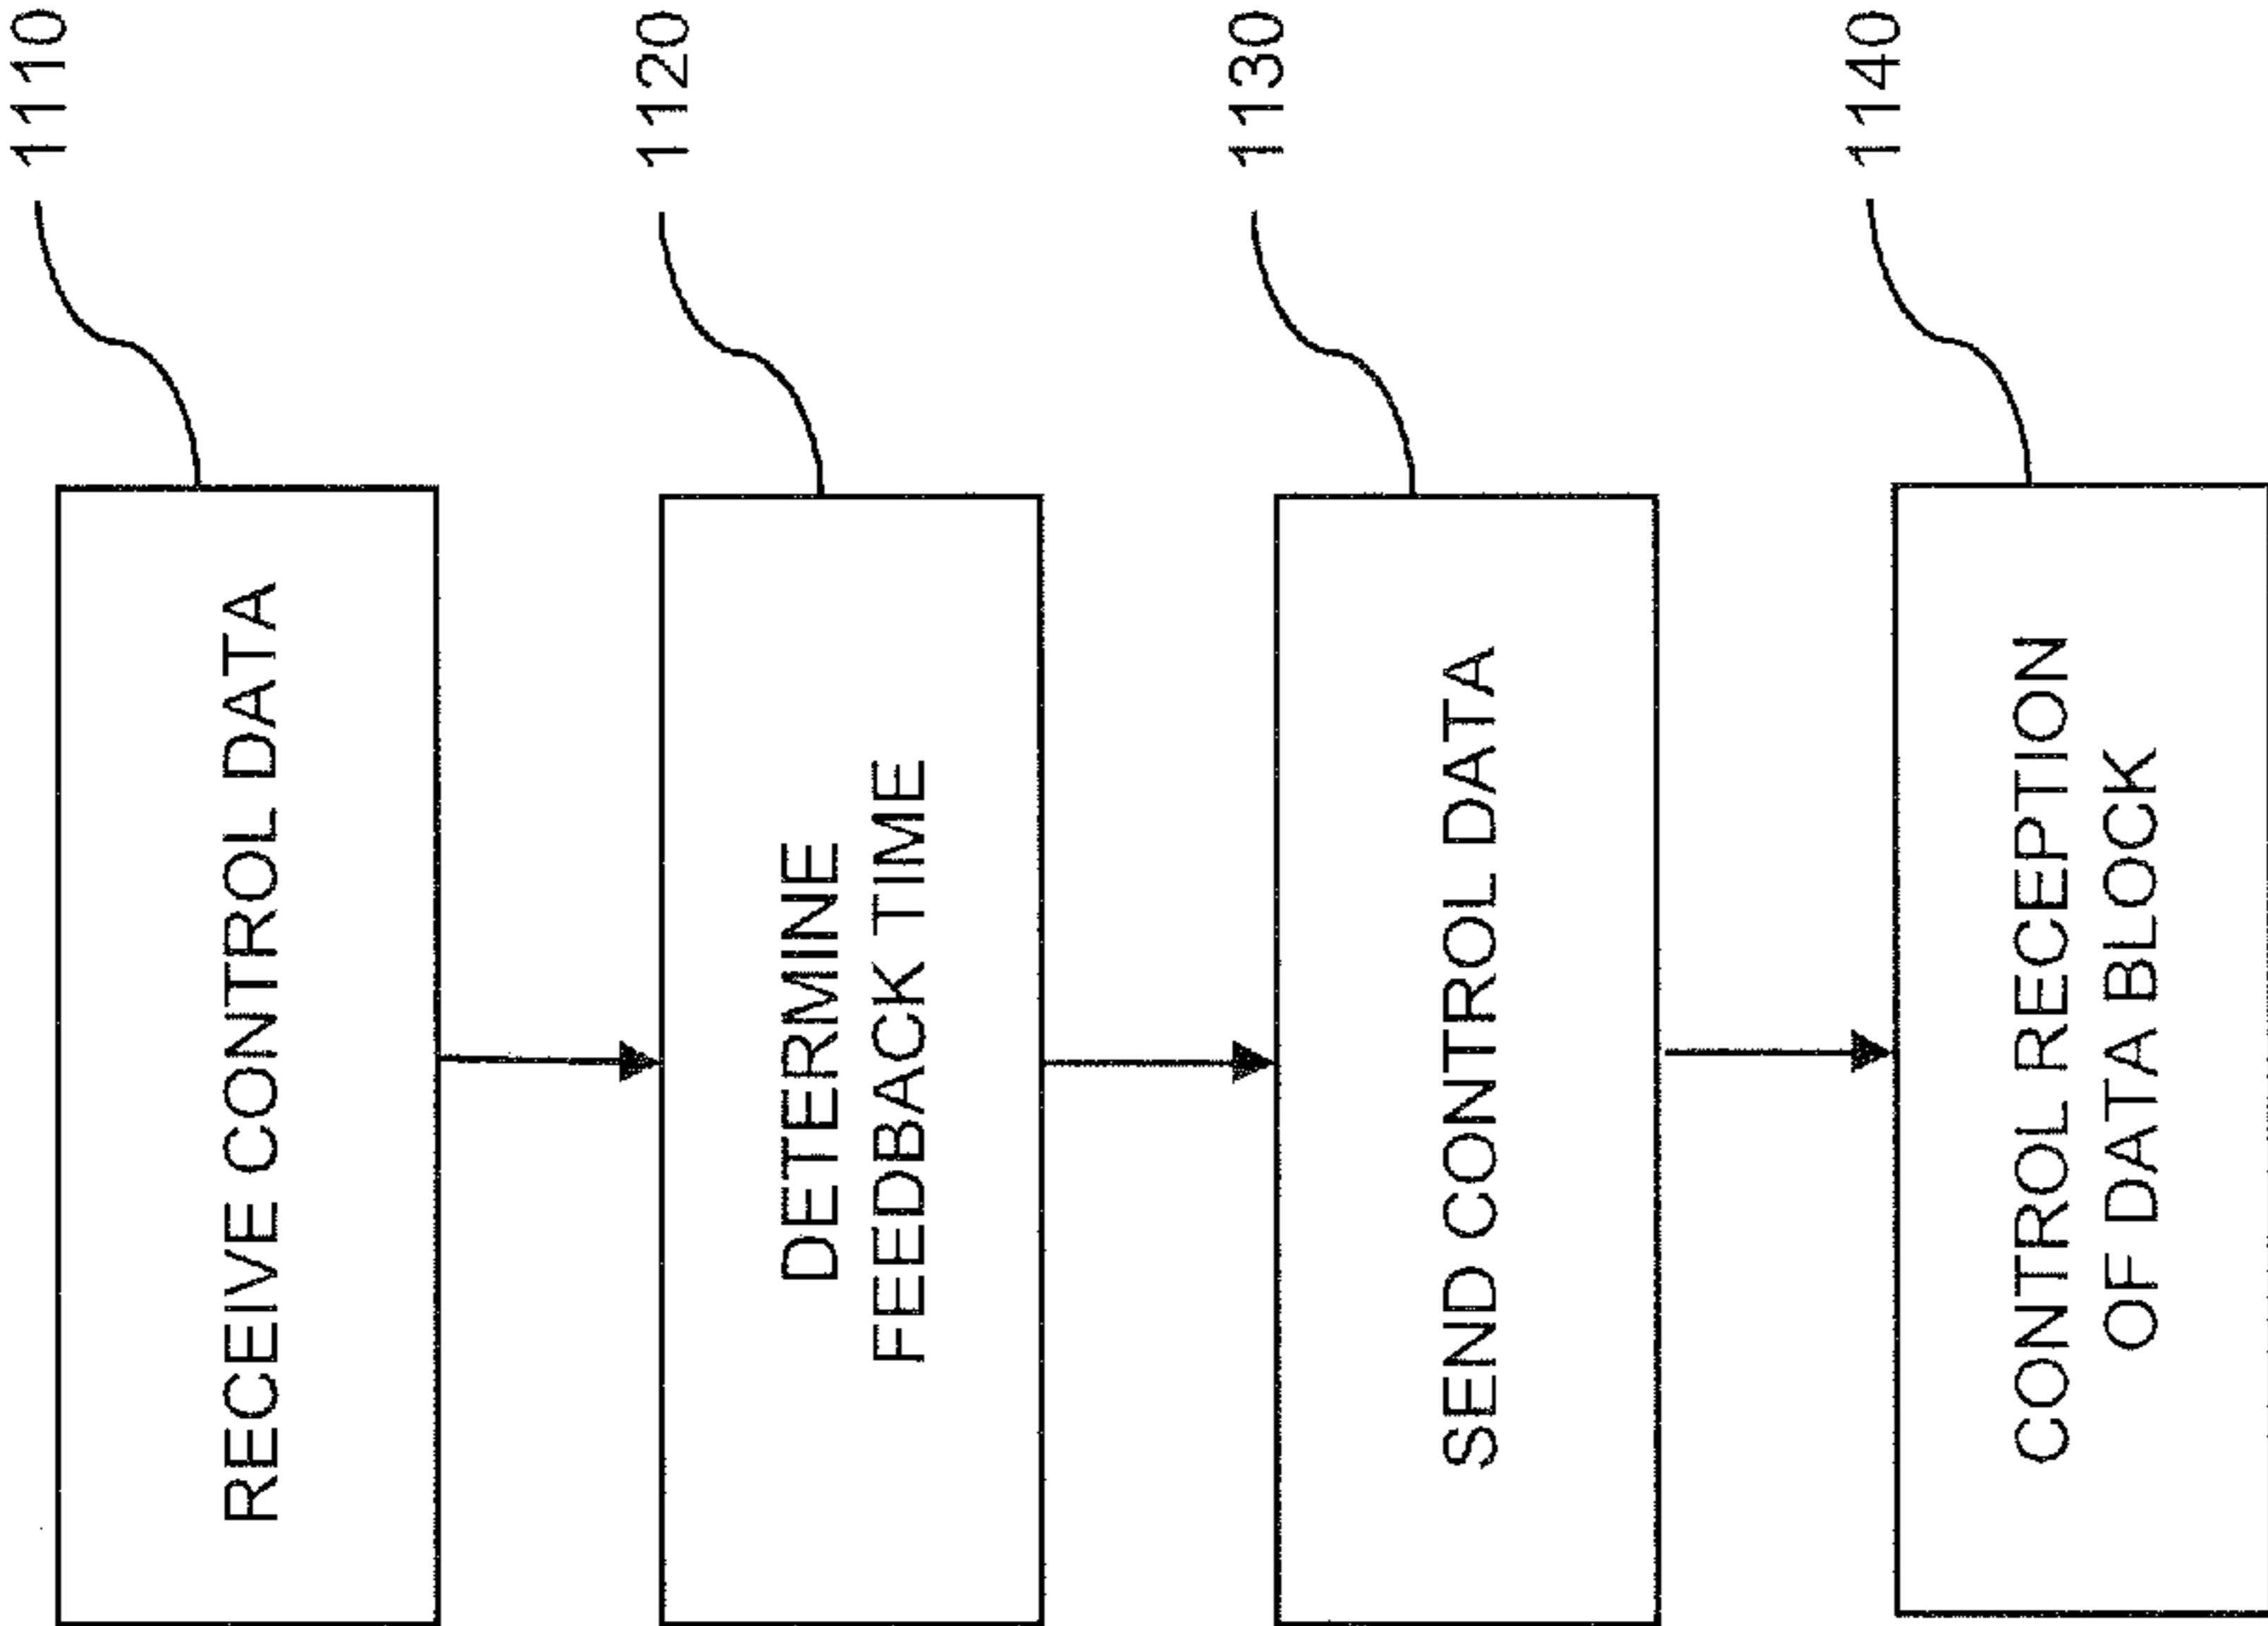 RECEIVE CONTROL DATA
1110
DETERMINE
FEEDBACK TIME
1120
SEND CONTROL DATA
1130
CONTROL RECEPTION
OF DATA BLOCK
1140